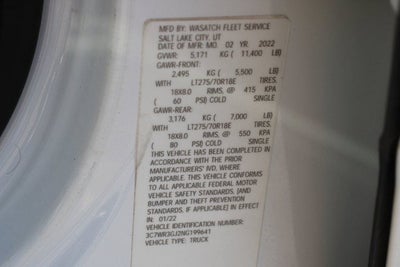 MFD BY: WASATCH FLEET SERVICE
SALT LAKE CITY, UT
DATE OF MFR: MO. 02 YR. 2022
GVWR: 5,171 KG ( 11,400 LB)
GAWR-FRONT:
2,495 KG ( 5,500 LB)
WITH LT275/70R18E TIRES,
18X8.0 RIMS, @ 415 KPA
( 60 PSI) COLD SINGLE
GAWR-REAR:
3,176 KG ( 7,000 LB)
WITH LT275/70R18E TIRES,
18X8.0 RIMS, @ 550 KPA
( 80 PSI) COLD SINGLE
THIS VEHICLE HAS BEEN COMPLETED IN
ACCORDANCE WITH THE PRIOR
MANUFACTURERS' IVD, WHERE
APPLICABLE. THIS VEHICLE CONFORMS
TO ALL APPLICABLE FEDERAL MOTOR
VEHICLE SAFETY STANDARDS, [AND
BUMPER AND THEFT PREVENTION
STANDARDS, IF APPLICABLE] IN EFFECT
IN: 01/22
VEHICLE IDENTIFICATION NUMBER:
3C7WR3GJ2NG199641
VEHICLE TYPE: TRUCK